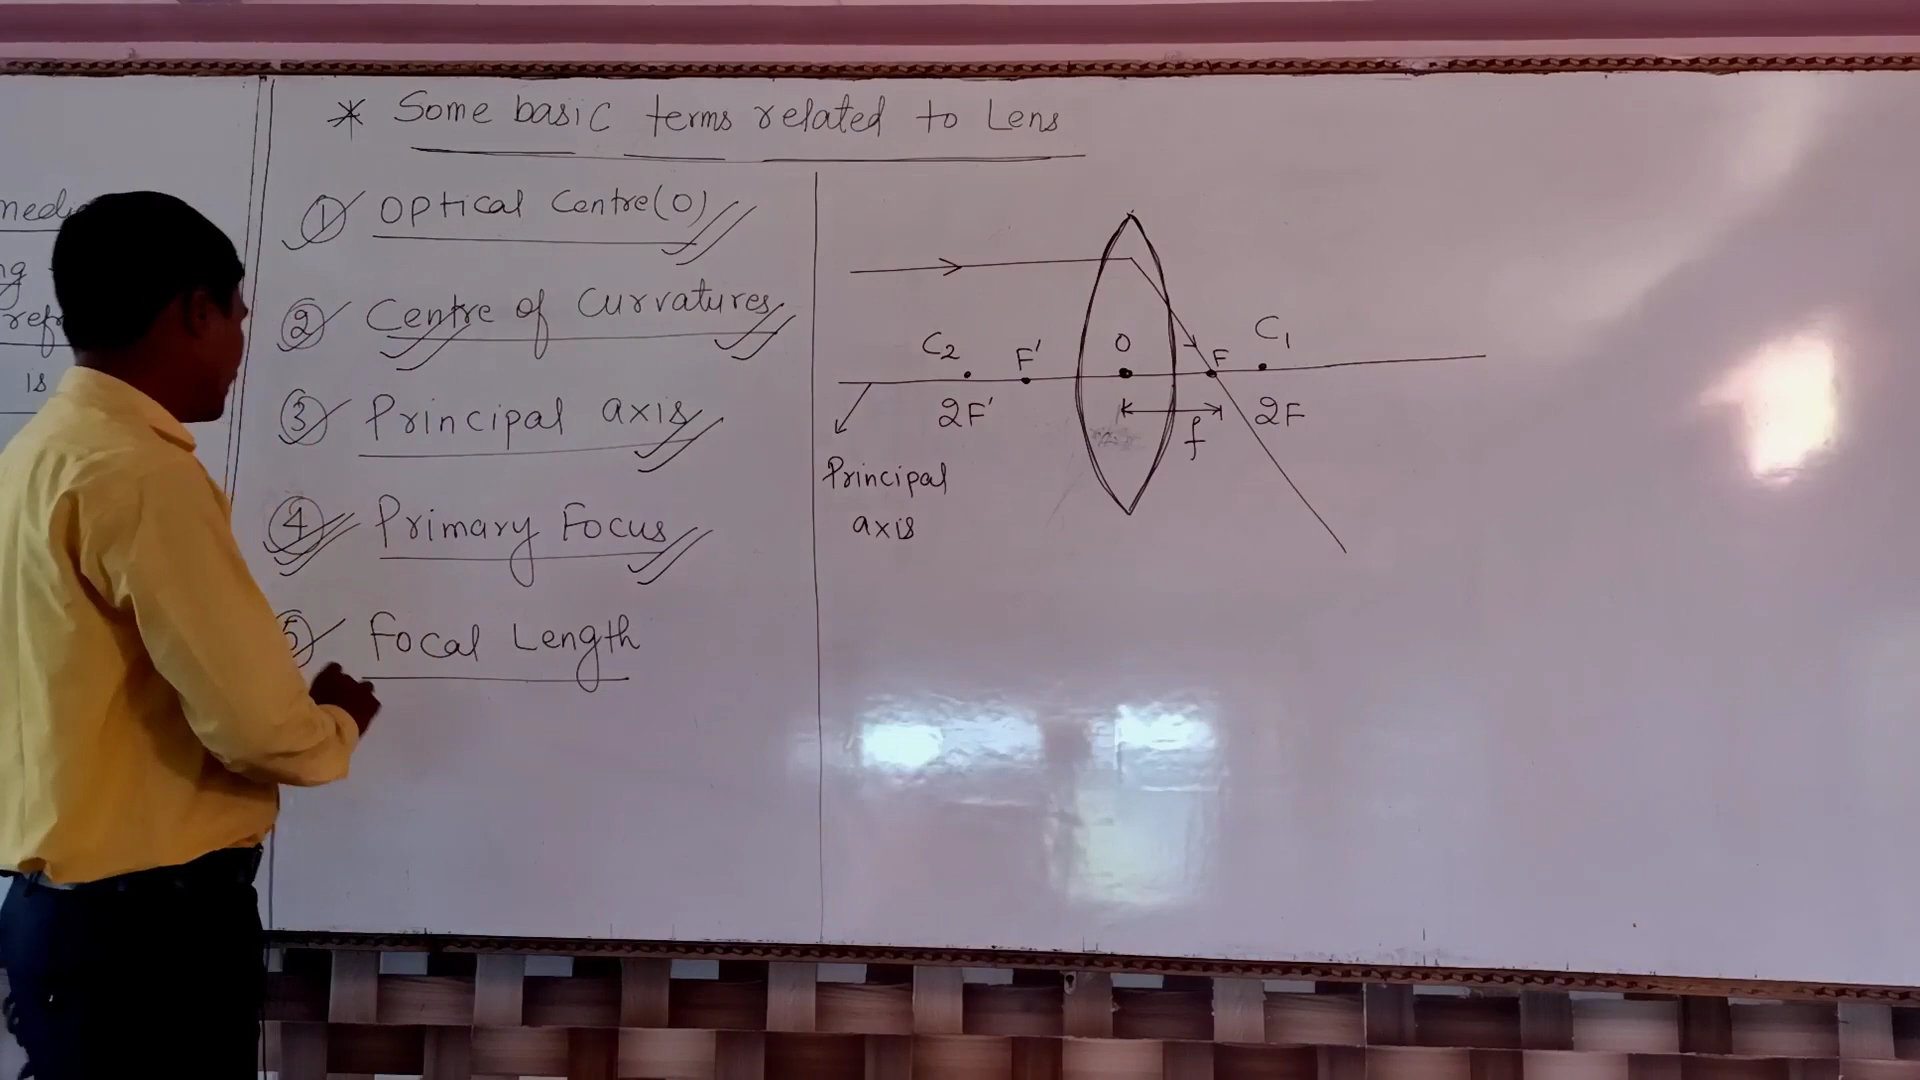 is
* Some basic terms related to Lens
① Optical Centre (O)
② Centre of Curvatures
③ Principal axis
④ Primary Focus
⑤ Focal Length
C₂ F' O F C₁
2F' f 2F
Principal
axis